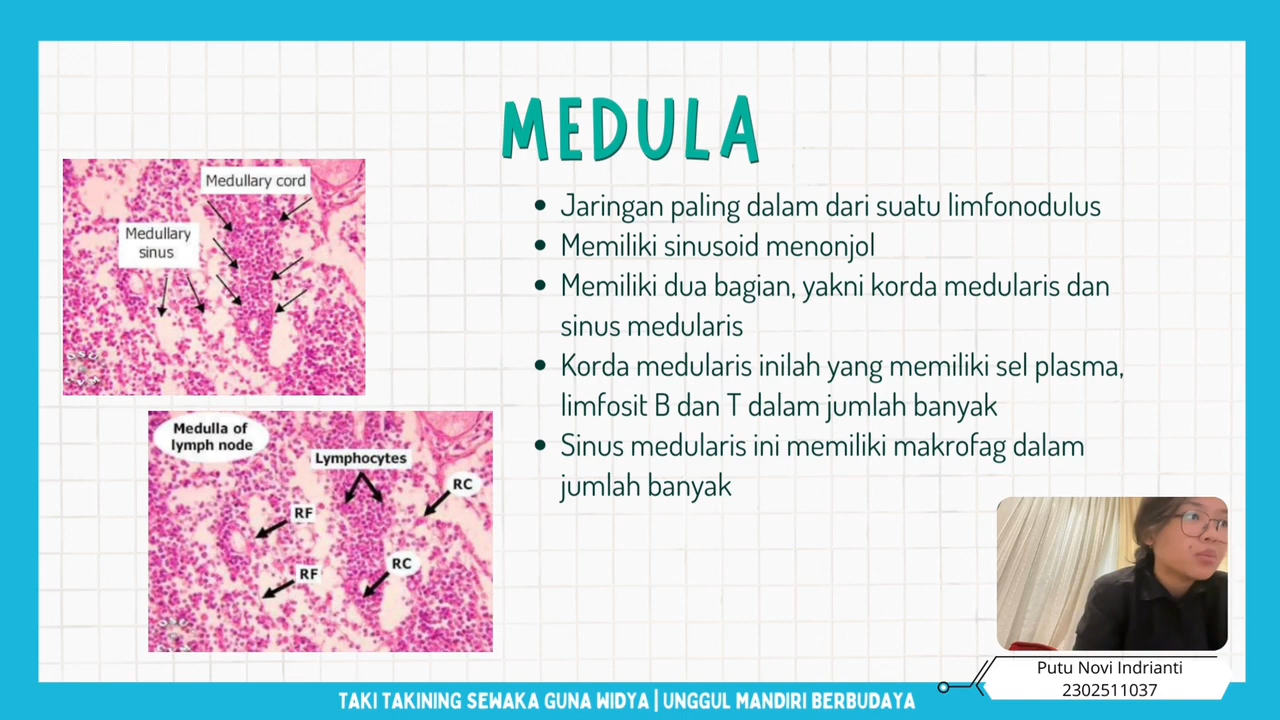 MEDULA
Medullary cord
Medullary
sinus
Medulla of
lymph node
Lymphocytes
RC
RF
RC
RF
• Jaringan paling dalam dari suatu limfonodulus
• Memiliki sinusoid menonjol
• Memiliki dua bagian, yakni korda medularis dan
sinus medularis
• Korda medularis inilah yang memiliki sel plasma,
limfosit B dan T dalam jumlah banyak
• Sinus medularis ini memiliki makrofag dalam
jumlah banyak
Putu Novi Indrianti
2302511037
TAKI TAKINING SEWAKA GUNA WIDYA | UNGGUL MANDIRI BERBUDAYA